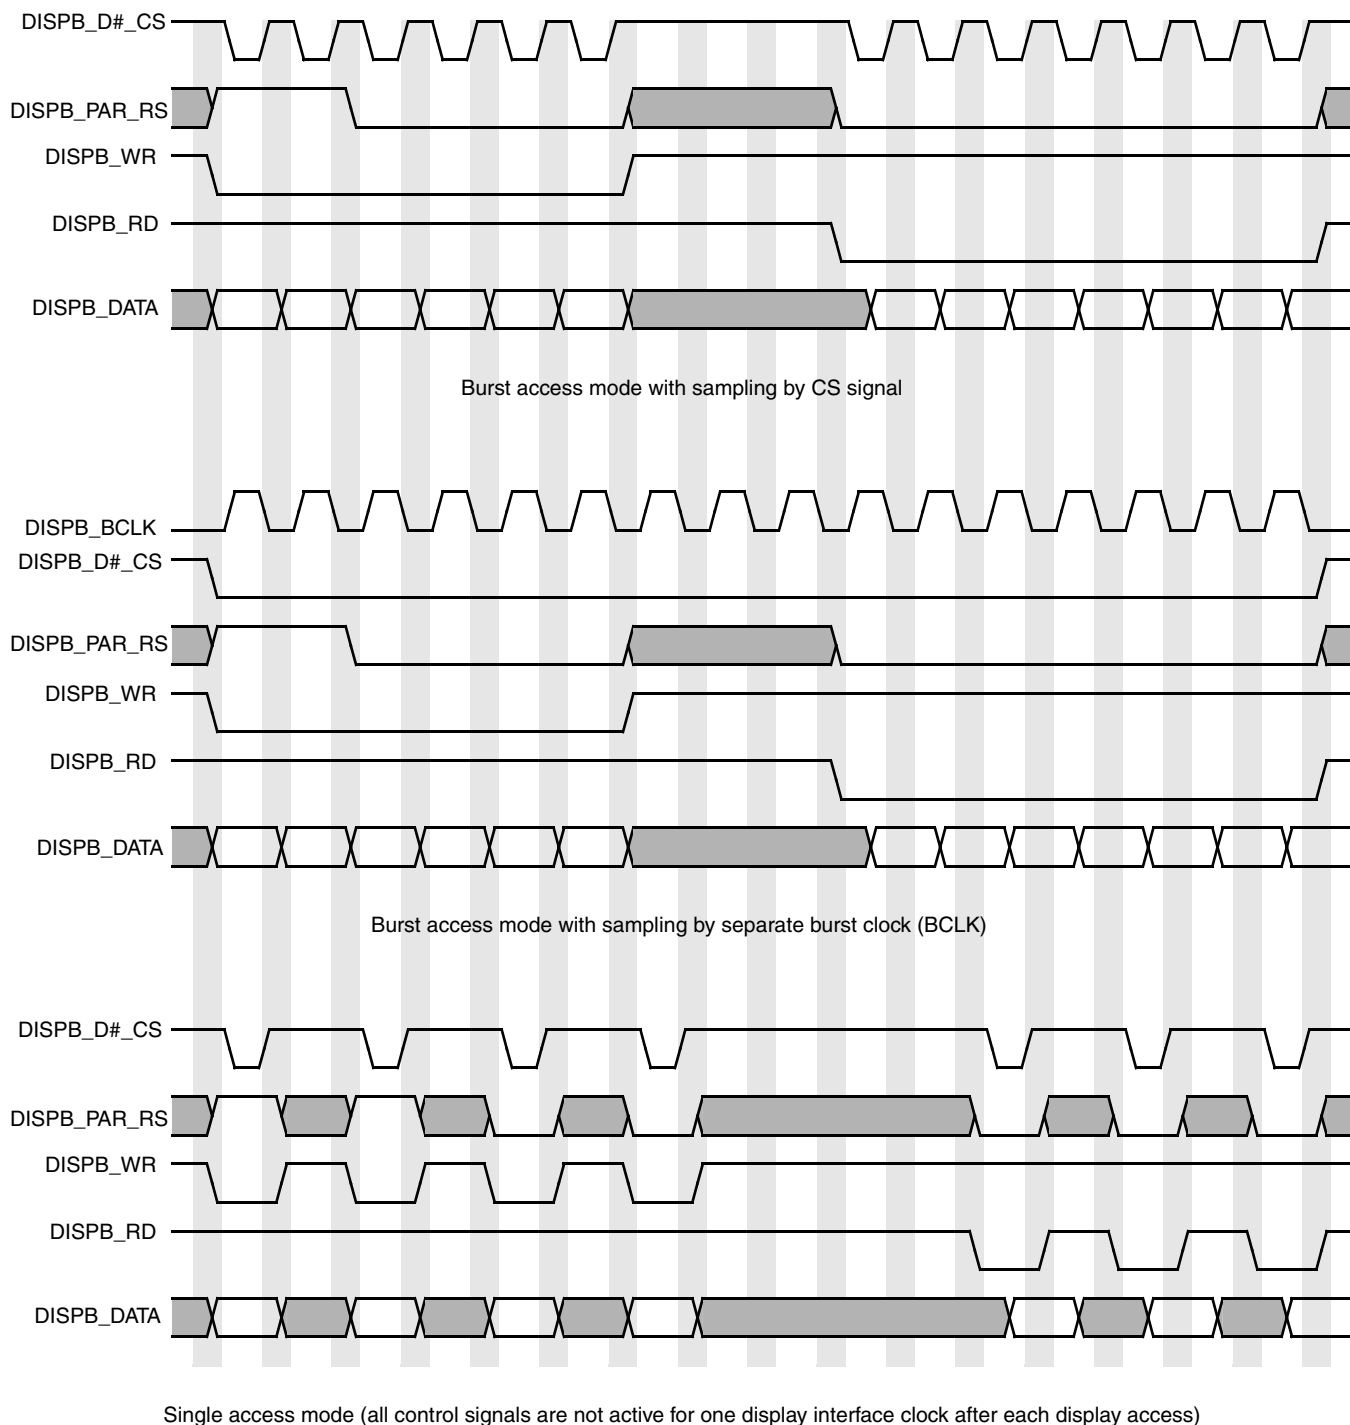 DISPB_D#_CS
DISPB_PAR_RS
DISPB_WR
DISPB_RD
DISPB_DATA
Burst access mode with sampling by CS signal
DISPB_BCLK
DISPB_D#_CS
DISPB_PAR_RS
DISPB_WR
DISPB_RD
DISPB_DATA
Burst access mode with sampling by separate burst clock (BCLK)
DISPB_D#_CS
DISPB_PAR_RS
DISPB_WR
DISPB_RD
DISPB_DATA
Single access mode (all control signals are not active for one display interface clock after each display access)